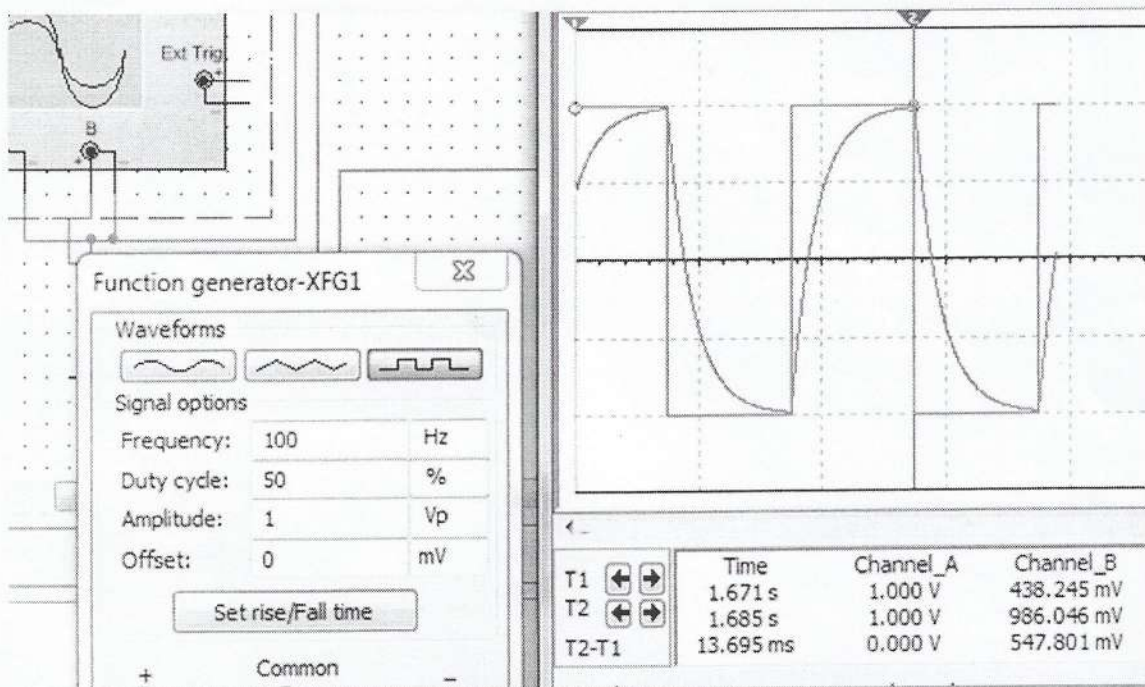 Ext Trig
+
−
B
+ −
−
1
2
Function generator-XFG1
Waveforms
Signal options
Frequency: 100 Hz
Duty cycle: 50 %
Amplitude: 1 Vp
Offset: 0 mV
Set rise/Fall time
+ Common −
Time Channel_A Channel_B
T1 1.671 s 1.000 V 438.245 mV
T2 1.685 s 1.000 V 986.046 mV
T2-T1 13.695 ms 0.000 V 547.801 mV